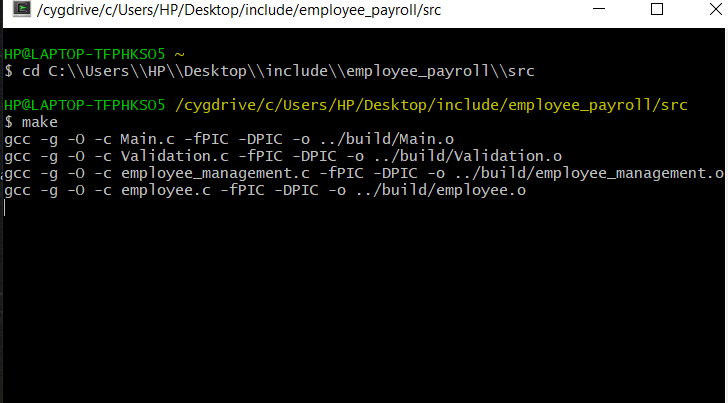 /cygdrive/c/Users/HP/Desktop/include/employee_payroll/src
HP@LAPTOP-TFPHKSO5 ~
$ cd C:\\Users\\HP\\Desktop\\include\\employee_payroll\\src
HP@LAPTOP-TFPHKSO5 /cygdrive/c/Users/HP/Desktop/include/employee_payroll/src
$ make
gcc -g -O -c Main.c -fPIC -DPIC -o ../build/Main.o
gcc -g -O -c Validation.c -fPIC -DPIC -o ../build/Validation.o
gcc -g -O -c employee_management.c -fPIC -DPIC -o ../build/employee_management.o
gcc -g -O -c employee.c -fPIC -DPIC -o ../build/employee.o